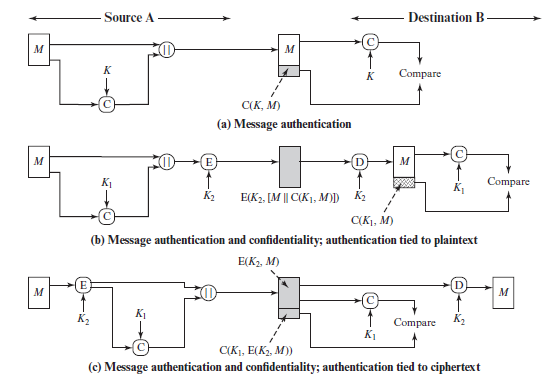 Source A
Destination B
M
||
M
C
K
K
Compare
C
C(K, M)
(a) Message authentication
M
||
E
D
M
C
K1
K2
E(K2, [M || C(K1, M)])
K2
K1
Compare
C
C(K1, M)
(b) Message authentication and confidentiality; authentication tied to plaintext
E(K2, M)
M
E
||
C
D
M
K2
K1
K1
Compare
K2
C
C(K1, E(K2, M))
(c) Message authentication and confidentiality; authentication tied to ciphertext